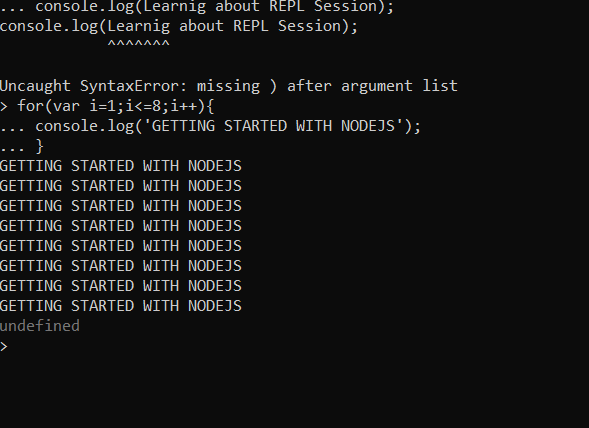 ... console.log(Learnig about REPL Session);
console.log(Learnig about REPL Session);
            ^^^^^^^
Uncaught SyntaxError: missing ) after argument list
> for(var i=1;i<=8;i++){
... console.log('GETTING STARTED WITH NODEJS');
... }
GETTING STARTED WITH NODEJS
GETTING STARTED WITH NODEJS
GETTING STARTED WITH NODEJS
GETTING STARTED WITH NODEJS
GETTING STARTED WITH NODEJS
GETTING STARTED WITH NODEJS
GETTING STARTED WITH NODEJS
GETTING STARTED WITH NODEJS
undefined
>